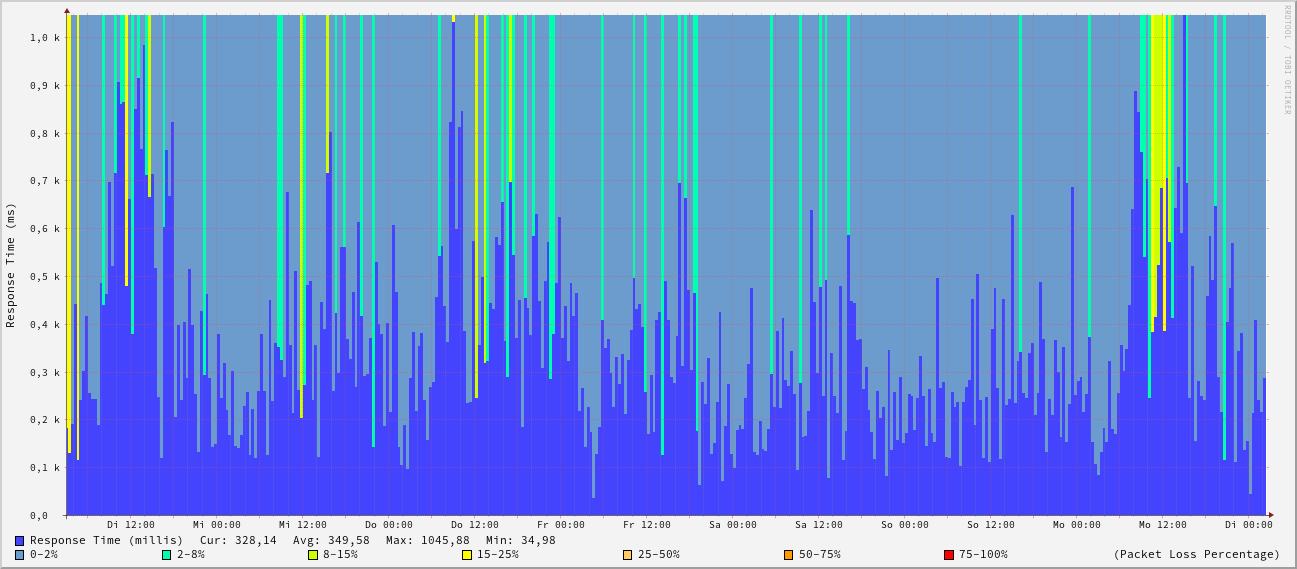 RRDTOOL / TOBI OETIKER
Response Time (ms)
1,0 k
0,9 k
0,8 k
0,7 k
0,6 k
0,5 k
0,4 k
0,3 k
0,2 k
0,1 k
0,0
Di 12:00 Mi 00:00 Mi 12:00 Do 00:00 Do 12:00 Fr 00:00 Fr 12:00 Sa 00:00 Sa 12:00 So 00:00 So 12:00 Mo 00:00 Mo 12:00 Di 00:00
Response Time (millis) Cur: 328,14 Avg: 349,58 Max: 1045,88 Min: 34,98
0-2% 2-8% 8-15% 15-25% 25-50% 50-75% 75-100% (Packet Loss Percentage)